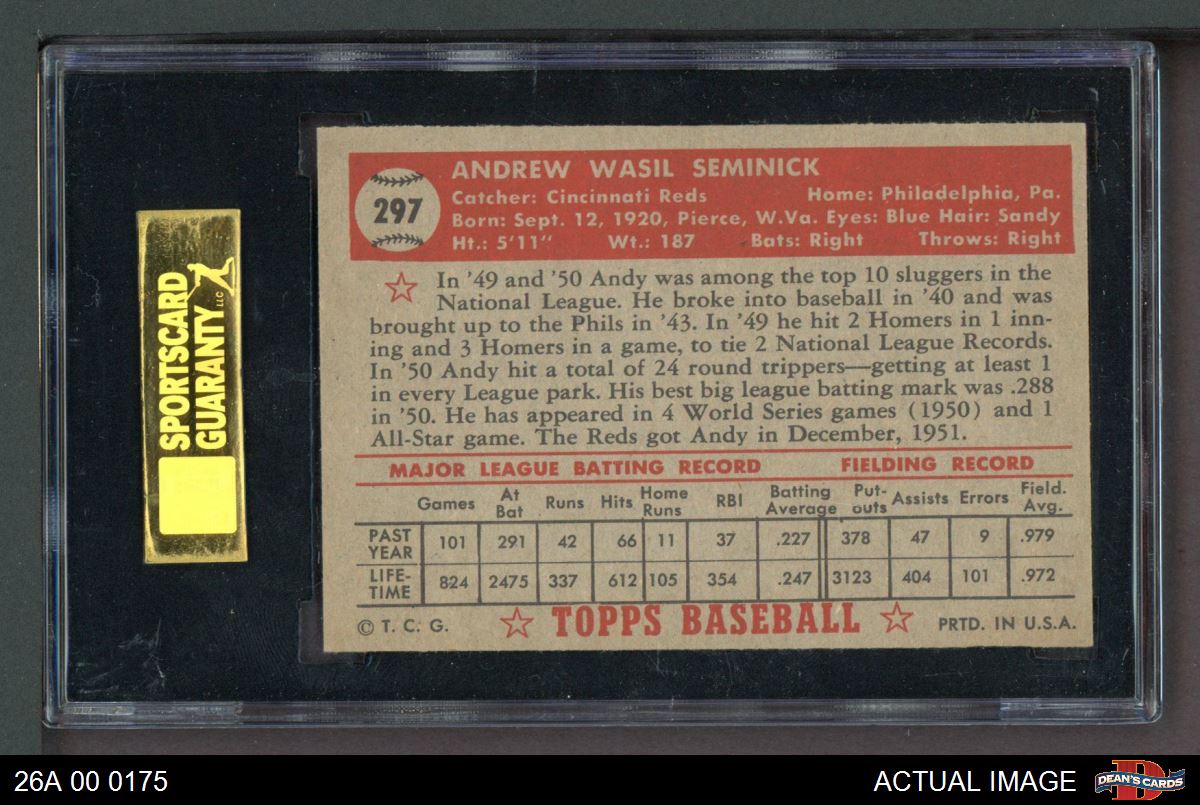 SPORTSCARD
GUARANTY LLC
297
ANDREW WASIL SEMINICK
Catcher: Cincinnati Reds Home: Philadelphia, Pa.
Born: Sept. 12, 1920, Pierce, W.Va. Eyes: Blue Hair: Sandy
Ht.: 5'11" Wt.: 187 Bats: Right Throws: Right
In '49 and '50 Andy was among the top 10 sluggers in the
National League. He broke into baseball in '40 and was
brought up to the Phils in '43. In '49 he hit 2 Homers in 1 inn-
ing and 3 Homers in a game, to tie 2 National League Records.
In '50 Andy hit a total of 24 round trippers—getting at least 1
in every League park. His best big league batting mark was .288
in '50. He has appeared in 4 World Series games (1950) and 1
All-Star game. The Reds got Andy in December, 1951.
MAJOR LEAGUE BATTING RECORD FIELDING RECORD
Games At Bat Runs Hits Home Runs RBI Batting Average Put-outs Assists Errors Field. Avg.
PAST YEAR 101 291 42 66 11 37 .227 378 47 9 .979
LIFE-TIME 824 2475 337 612 105 354 .247 3123 404 101 .972
© T. C. G. TOPPS BASEBALL PRTD. IN U.S.A.
26A 00 0175 ACTUAL IMAGE DEAN'S CARDS